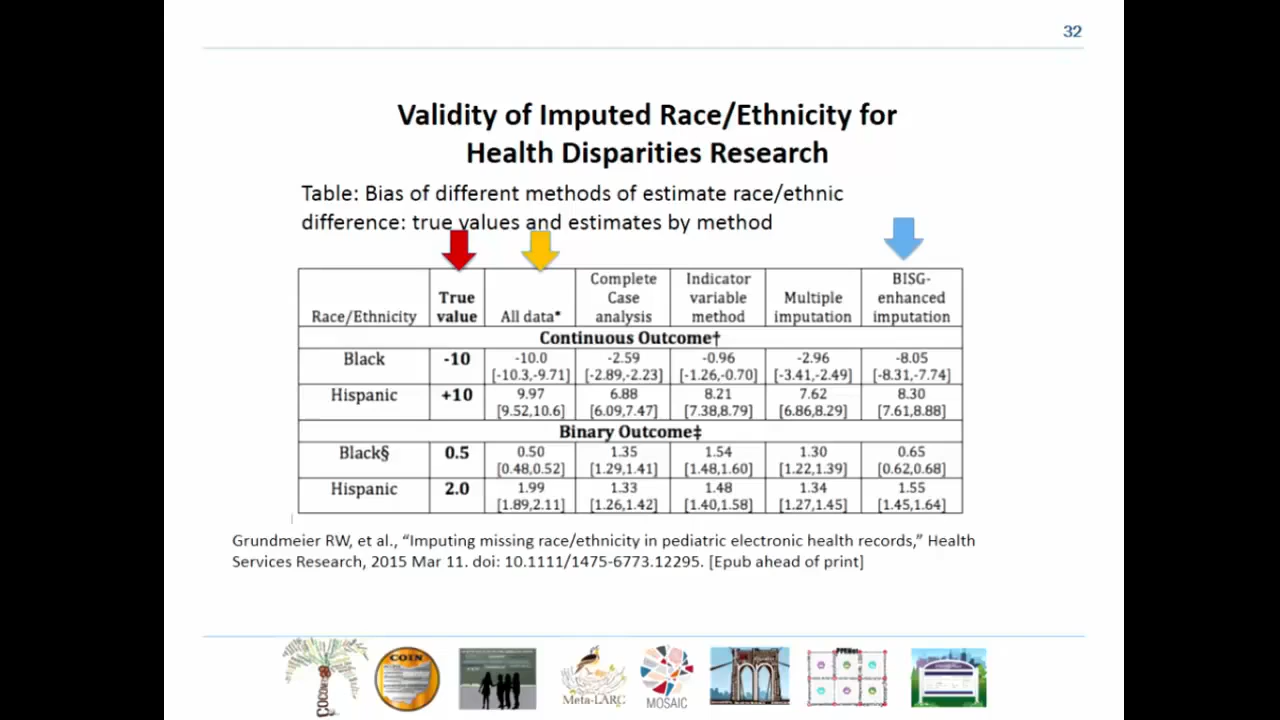 32
Validity of Imputed Race/Ethnicity for
Health Disparities Research
Table: Bias of different methods of estimate race/ethnic
difference: true values and estimates by method
Race/Ethnicity True value All data* Complete Case analysis Indicator variable method Multiple imputation BISG-enhanced imputation
Continuous Outcome†
Black -10 -10.0 -2.59 -0.96 -2.96 -8.05
[-10.3,-9.71] [-2.89,-2.23] [-1.26,-0.70] [-3.41,-2.49] [-8.31,-7.74]
Hispanic +10 9.97 6.88 8.21 7.62 8.30
[9.52,10.6] [6.09,7.47] [7.38,8.79] [6.86,8.29] [7.61,8.88]
Binary Outcome‡
Black§ 0.5 0.50 1.35 1.54 1.30 0.65
[0.48,0.52] [1.29,1.41] [1.48,1.60] [1.22,1.39] [0.62,0.68]
Hispanic 2.0 1.99 1.33 1.48 1.34 1.55
[1.89,2.11] [1.26,1.42] [1.40,1.58] [1.27,1.45] [1.45,1.64]
Grundmeier RW, et al., “Imputing missing race/ethnicity in pediatric electronic health records,” Health
Services Research, 2015 Mar 11. doi: 10.1111/1475-6773.12295. [Epub ahead of print]
COIN
Meta-LARC
MOSAIC